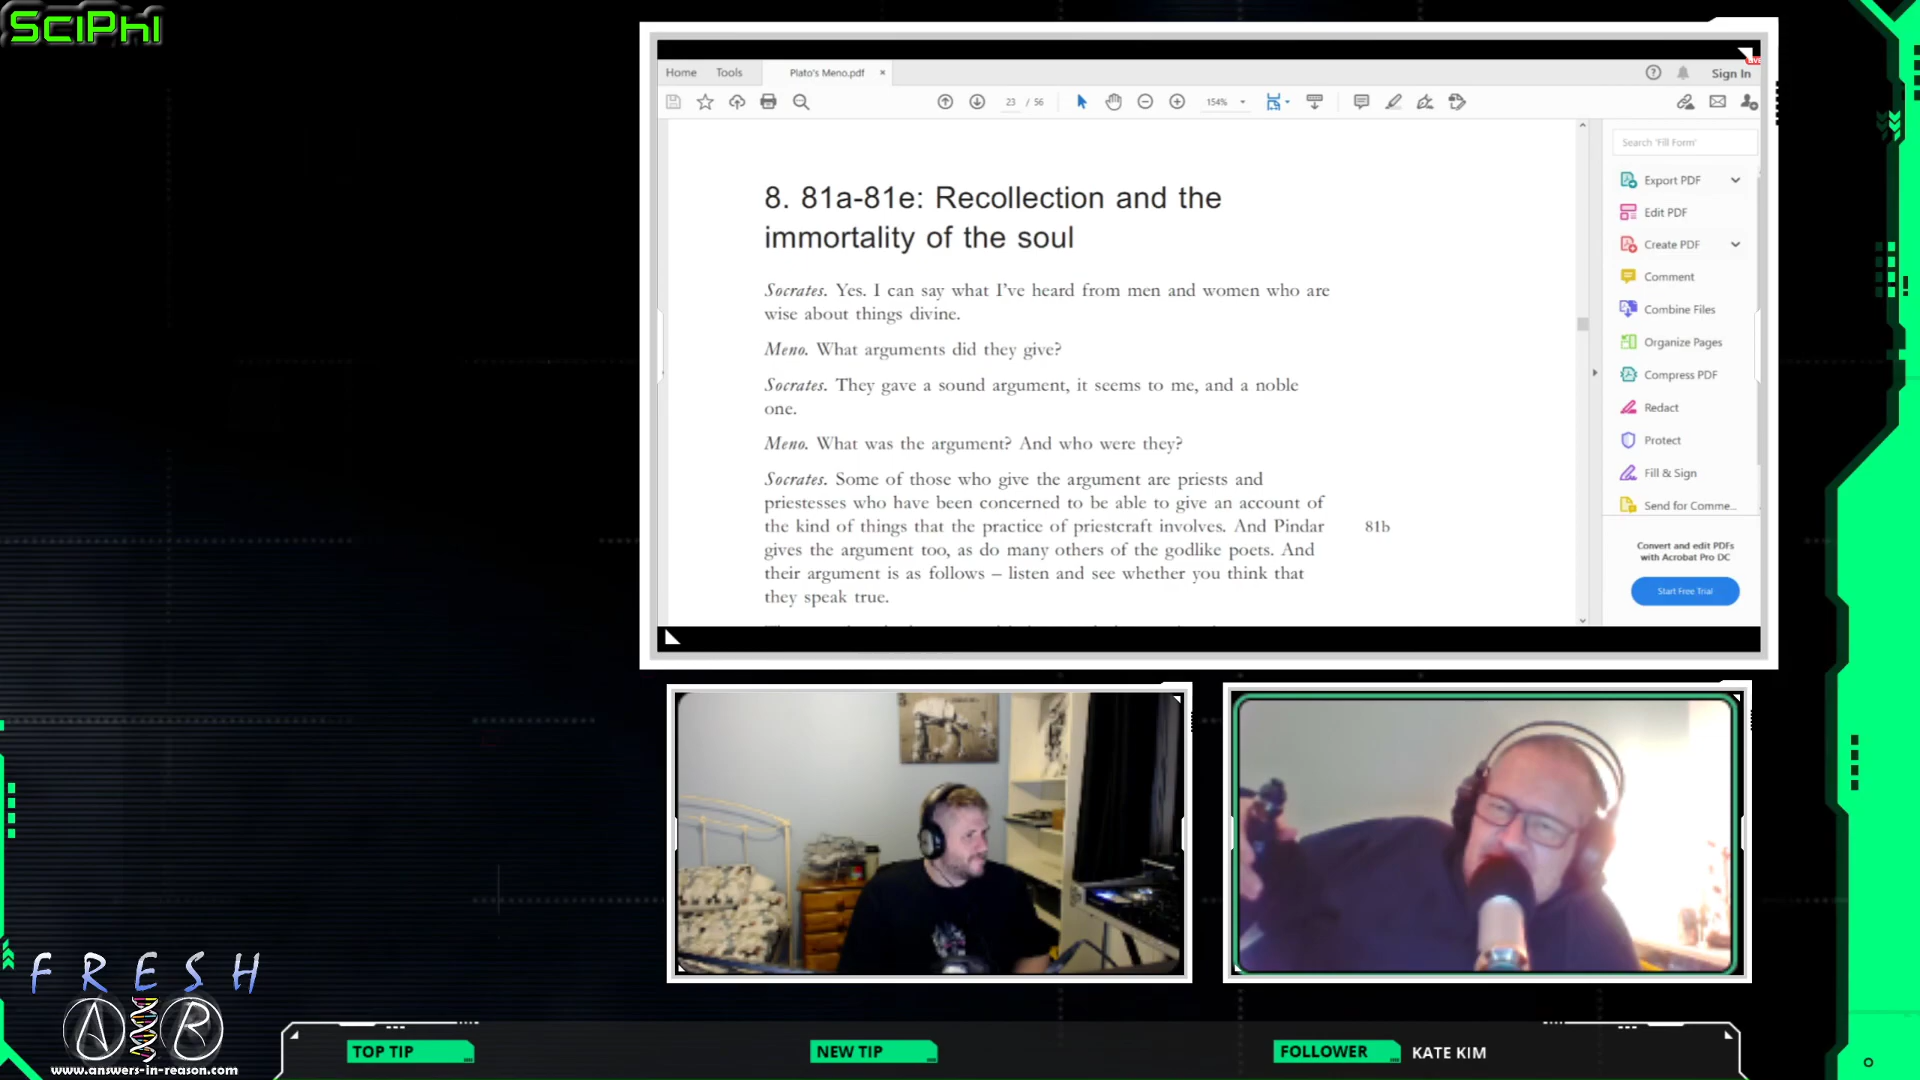 SCIPHI
Home Tools Plato's Meno.pdf ×
Sign In
23 / 56 154%
Search 'Fill Form'
8. 81a-81e: Recollection and the
immortality of the soul
Socrates. Yes. I can say what I've heard from men and women who are
wise about things divine.
Meno. What arguments did they give?
Socrates. They gave a sound argument, it seems to me, and a noble
one.
Meno. What was the argument? And who were they?
Socrates. Some of those who give the argument are priests and
priestesses who have been concerned to be able to give an account of
the kind of things that the practice of priestcraft involves. And Pindar 81b
gives the argument too, as do many others of the godlike poets. And
their argument is as follows – listen and see whether you think that
they speak true.
Export PDF
Edit PDF
Create PDF
Comment
Combine Files
Organize Pages
Compress PDF
Redact
Protect
Fill & Sign
Send for Comme...
Convert and edit PDFs
with Acrobat Pro DC
Start Free Trial
FRESH
A R
www.answers-in-reason.com
TOP TIP
NEW TIP
FOLLOWER KATE KIM